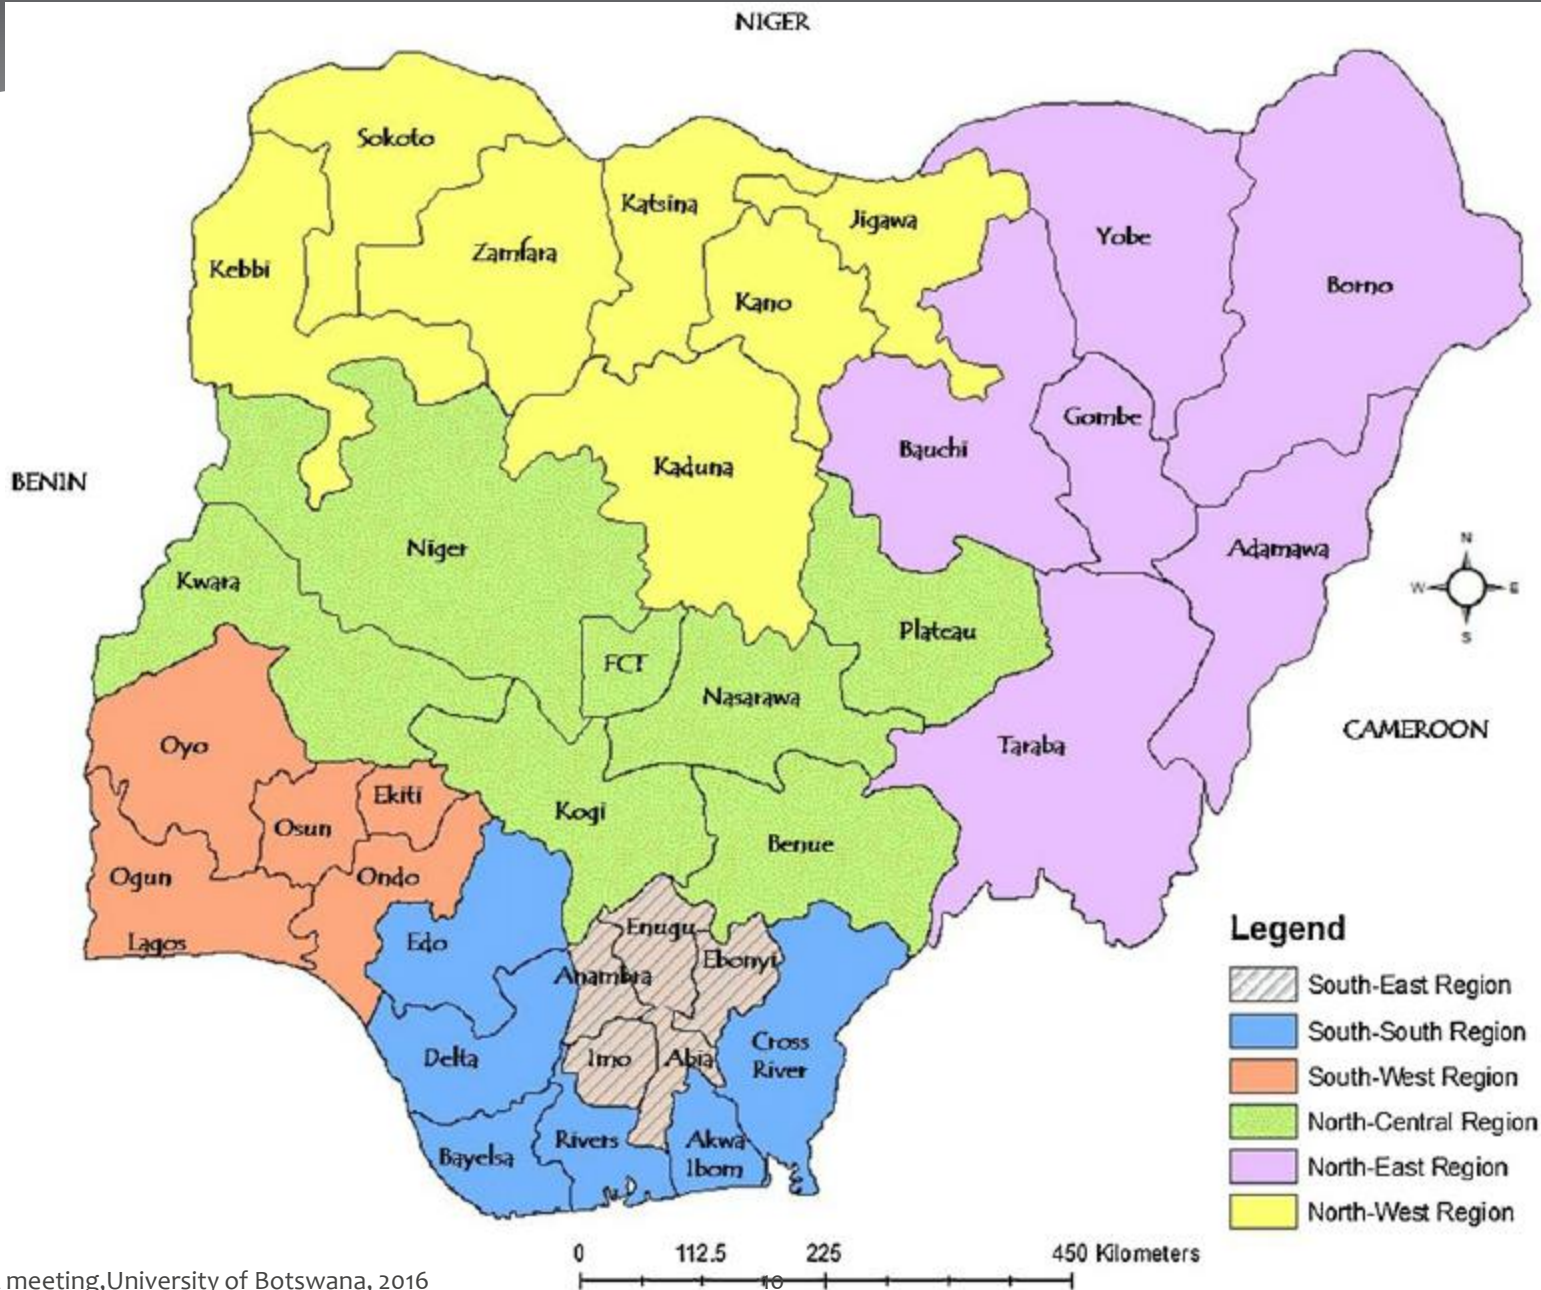 NIGER
Sokoto
Katsina
Jigawa
Yobe
Zamfara
Kebbi
Borno
Kano
Gombe
Bauchi
Kaduna
BENIN
Niger
Adamawa
N
W
E
S
Kwara
Plateau
FCT
Nasarawa
CAMEROON
Oyo
Taraba
Ekiti
Kogi
Osun
Benue
Ogun
Ondo
Enugu
Lagos
Edo
Ebonyi
Anambra
Cross
River
Delta
Imo
Abia
Rivers
Akwa
Ibom
Bayelsa
Legend
South-East Region
South-South Region
South-West Region
North-Central Region
North-East Region
North-West Region
0 112.5 225 450 Kilometers
meeting,University of Botswana, 2016
10